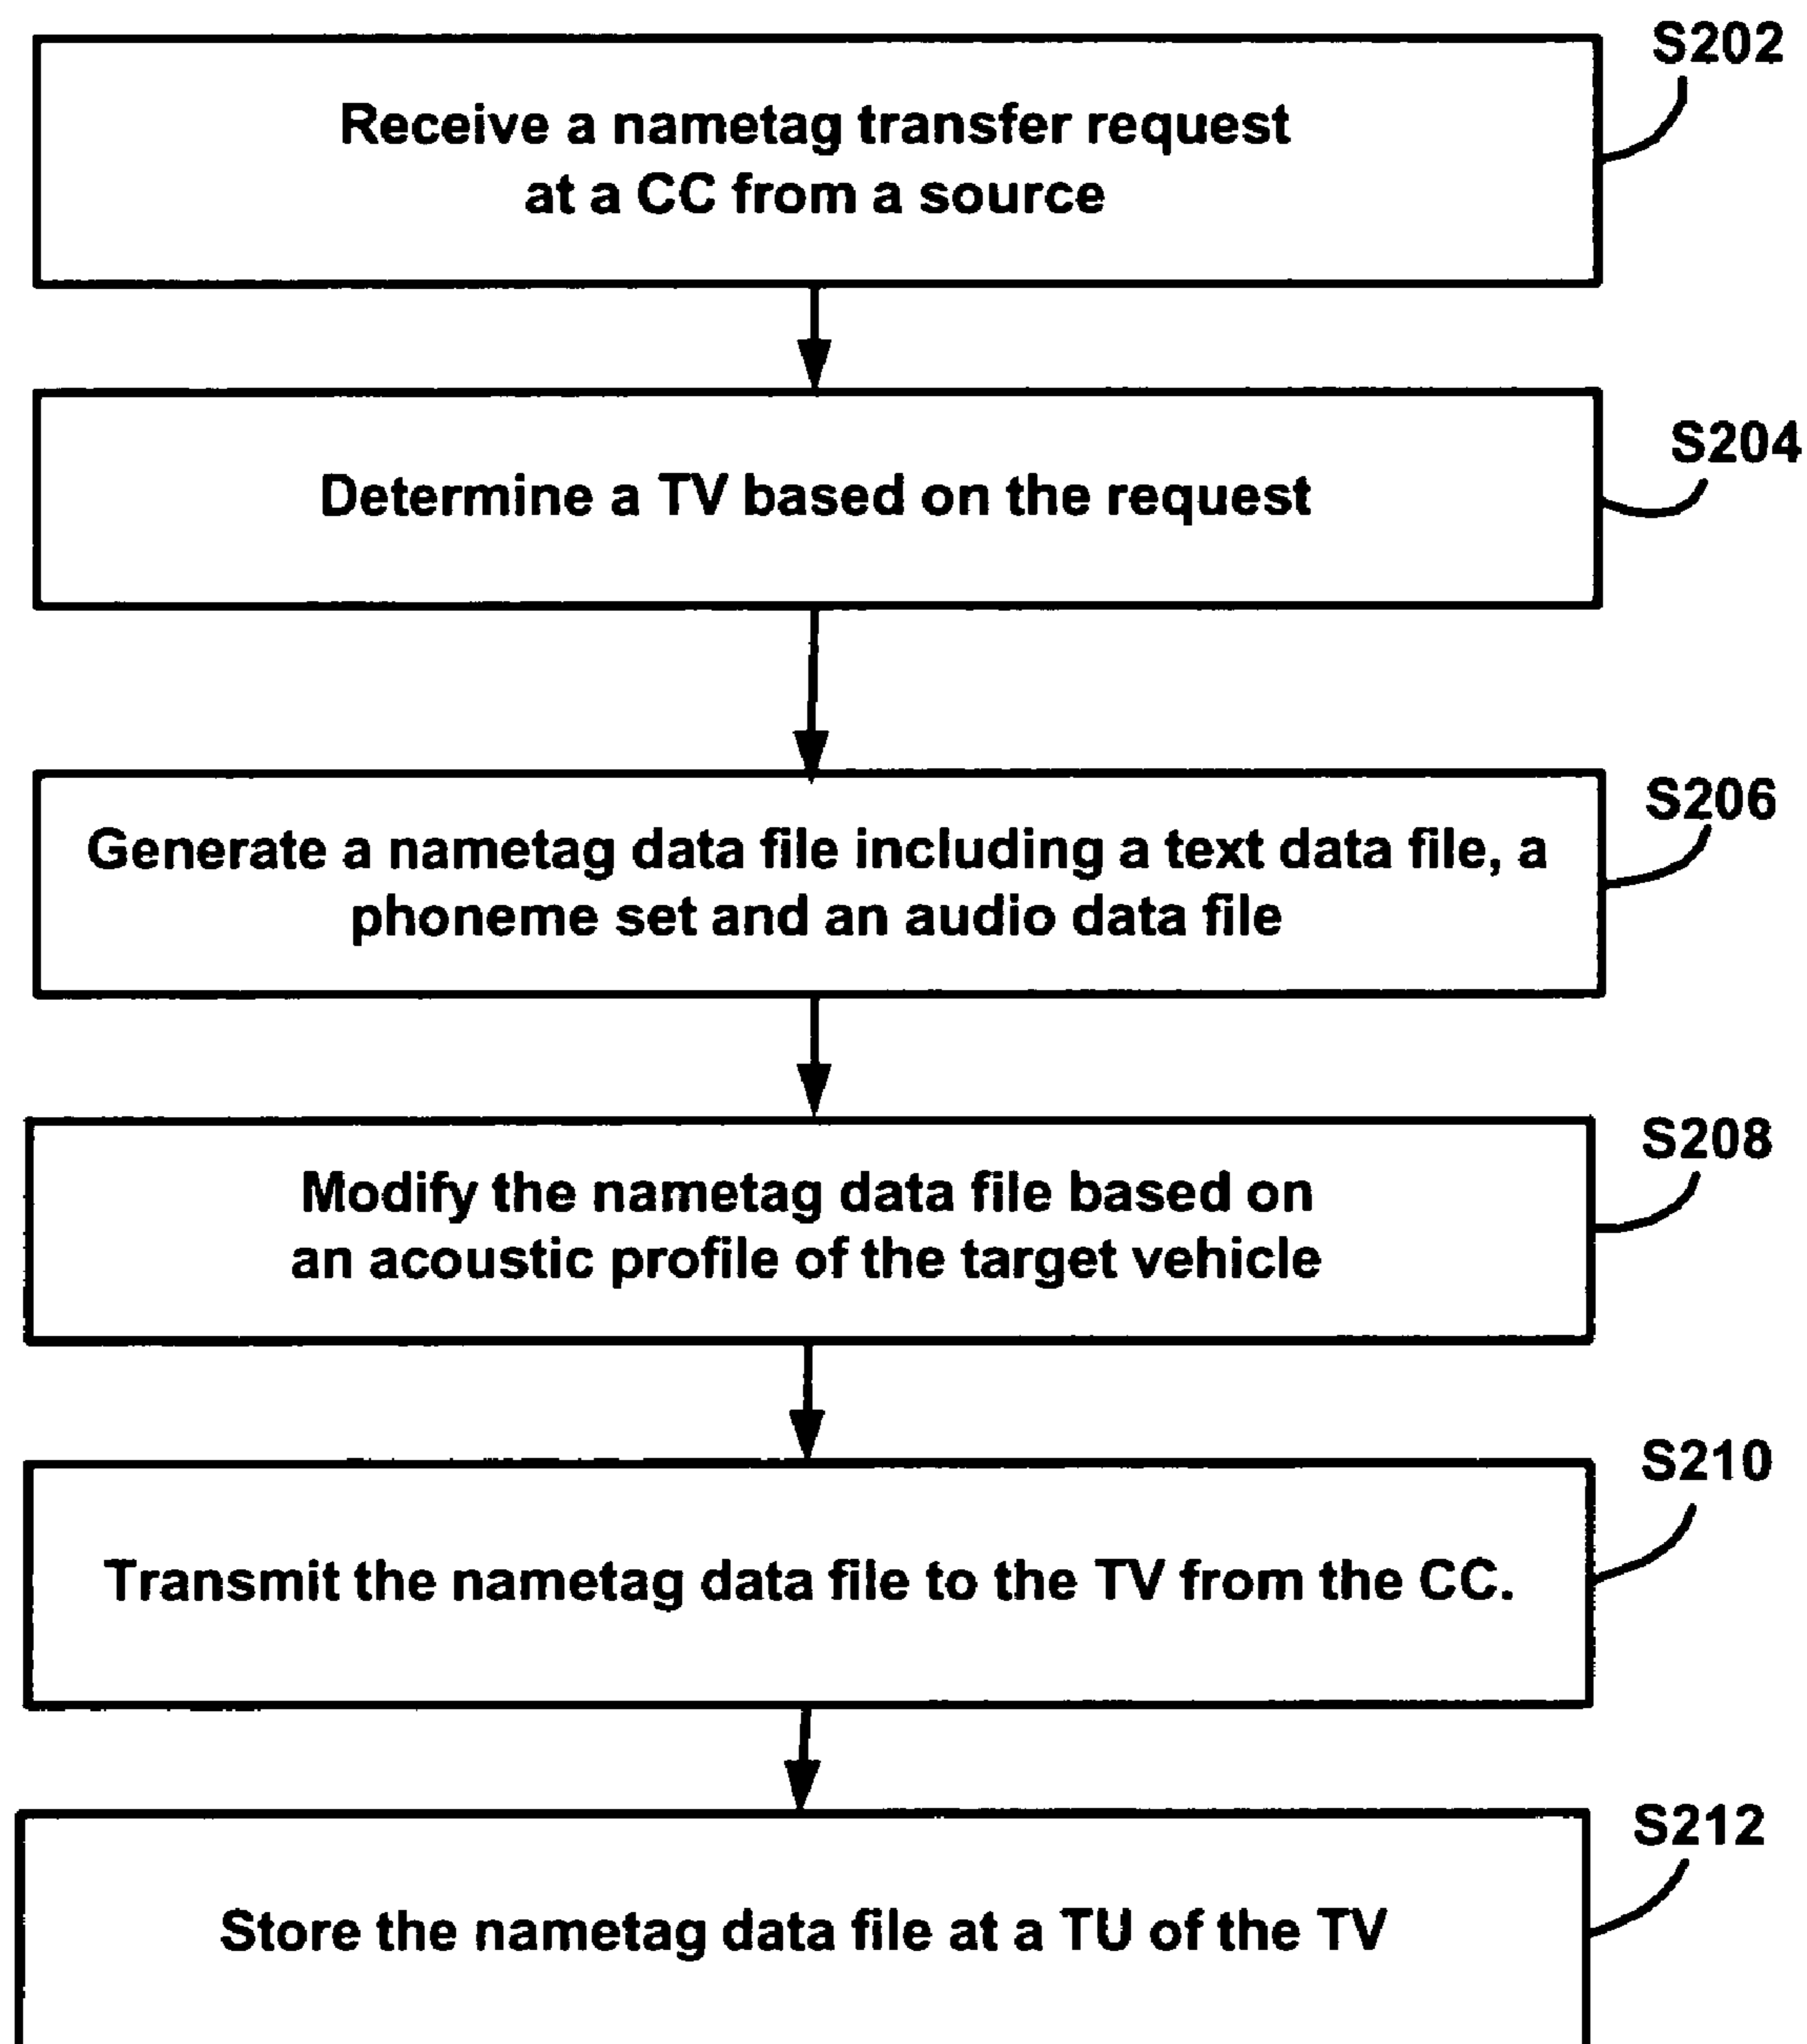 S202
Receive a nametag transfer request
at a CC from a source
S204
Determine a TV based on the request
S206
Generate a nametag data file including a text data file, a
phoneme set and an audio data file
S208
Modify the nametag data file based on
an acoustic profile of the target vehicle
S210
Transmit the nametag data file to the TV from the CC.
S212
Store the nametag data file at a TU of the TV